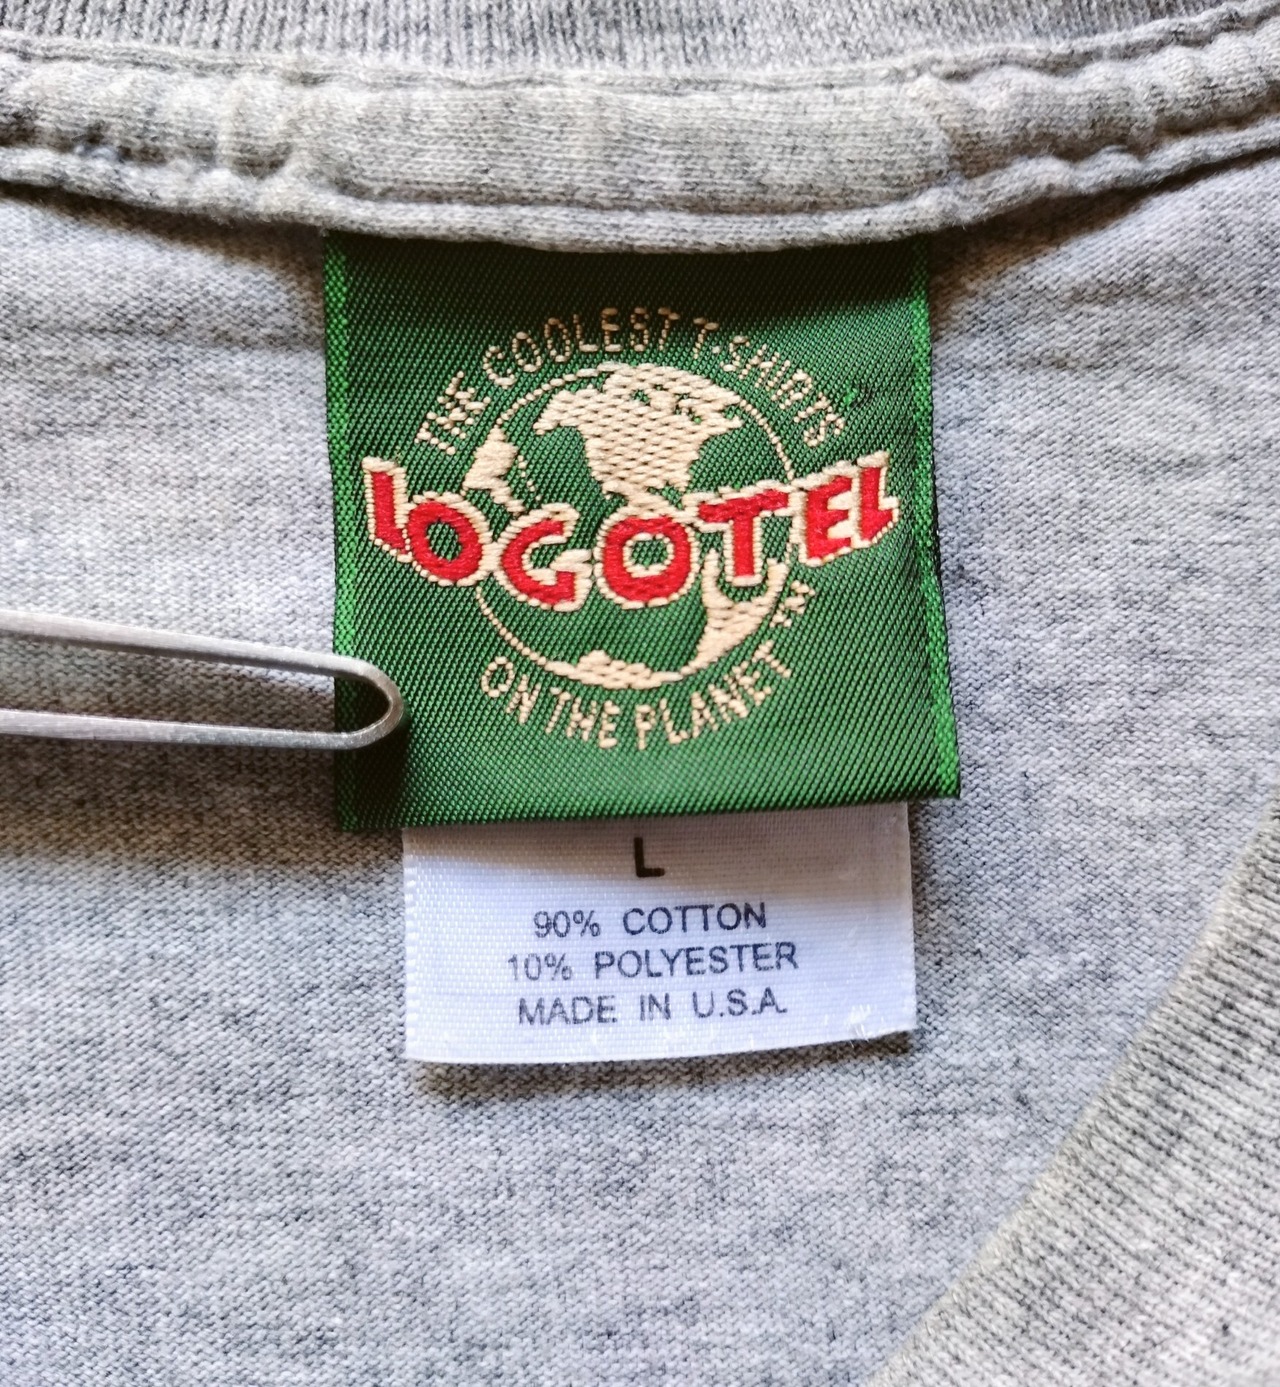 THE COOLEST T-SHIRTS
LOGOTEL
ON THE PLANET
L
90% COTTON
10% POLYESTER
MADE IN U.S.A.